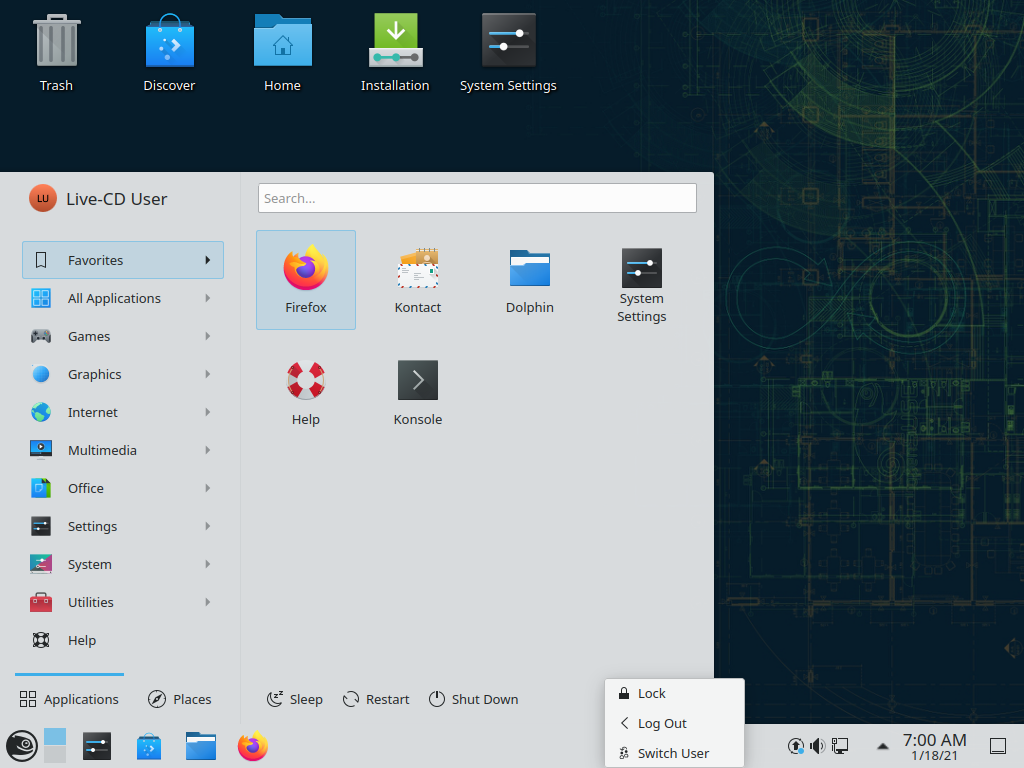 Trash
Discover
Home
Installation
System Settings
LU
Live-CD User
Search...
Favorites
All Applications
Games
Graphics
Internet
Multimedia
Office
Settings
System
Utilities
Help
Firefox
Kontact
Dolphin
System
Settings
Help
Konsole
Applications
Places
Sleep
Restart
Shut Down
Lock
Log Out
Switch User
7:00 AM
1/18/21